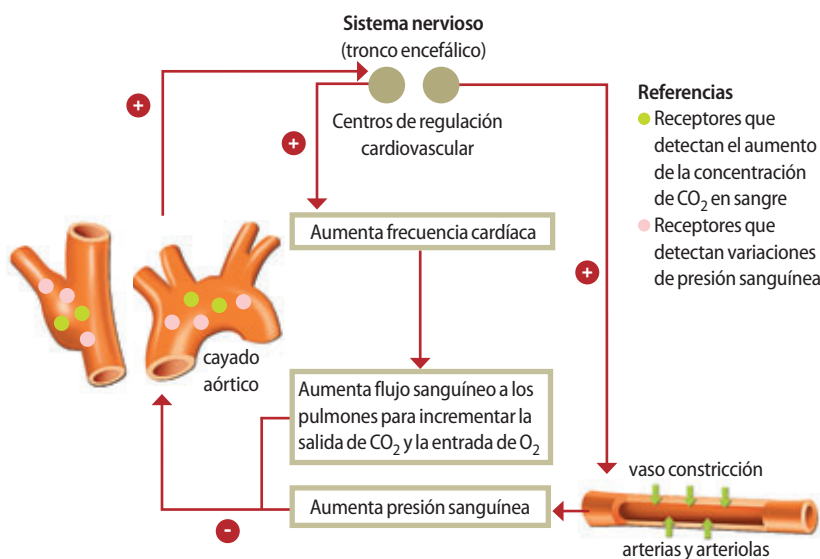 Sistema nervioso
(tronco encefálico)
Centros de regulación
cardiovascular
+
+
+
Referencias
Receptores que
detectan el aumento
de la concentración
de CO₂ en sangre
Receptores que
detectan variaciones
de presión sanguínea
Aumenta frecuencia cardíaca
cayado
aórtico
Aumenta flujo sanguíneo a los
pulmones para incrementar la
salida de CO₂ y la entrada de O₂
Aumenta presión sanguínea
-
vaso constricción
arterias y arteriolas